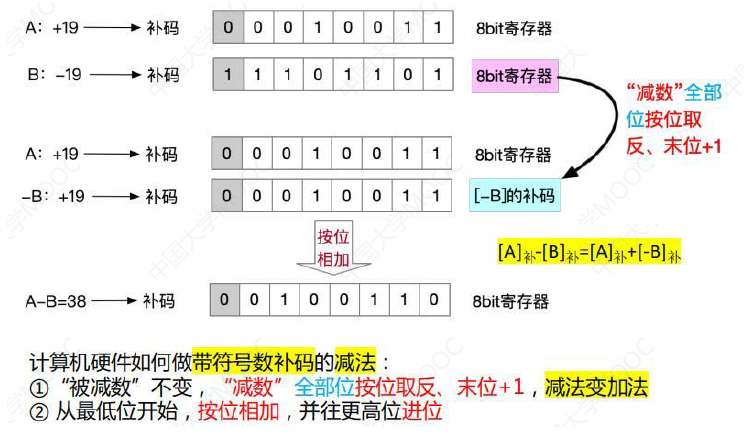 A：+19 补码 0 0 0 1 0 0 1 1 8bit寄存器
B：-19 补码 1 1 1 0 1 1 0 1 8bit寄存器
“减数”全部
位按位取
反、末位+1
A：+19 补码 0 0 0 1 0 0 1 1 8bit寄存器
-B：+19 补码 0 0 0 1 0 0 1 1 [-B]的补码
按位
相加
[A]补-[B]补=[A]补+[-B]补
A-B=38 补码 0 0 1 0 0 1 1 0 8bit寄存器
计算机硬件如何做带符号数补码的减法：
①“被减数”不变，“减数”全部位按位取反、末位+1，减法变加法
② 从最低位开始，按位相加，并往更高位进位
中国大学MOOC